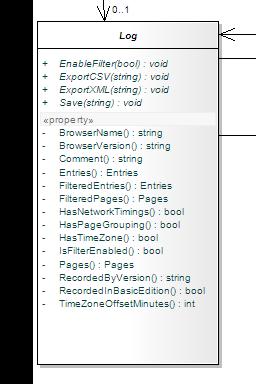 0..1
Log
+ EnableFilter(bool) : void
+ ExportCSV(string) : void
+ ExportXML(string) : void
+ Save(string) : void
«property»
- BrowserName() : string
- BrowserVersion() : string
- Comment() : string
- Entries() : Entries
- FilteredEntries() : Entries
- FilteredPages() : Pages
- HasNetworkTimings() : bool
- HasPageGrouping() : bool
- HasTimeZone() : bool
- IsFilterEnabled() : bool
- Pages() : Pages
- RecordedByVersion() : string
- RecordedInBasicEdition() : bool
- TimeZoneOffsetMinutes() : int